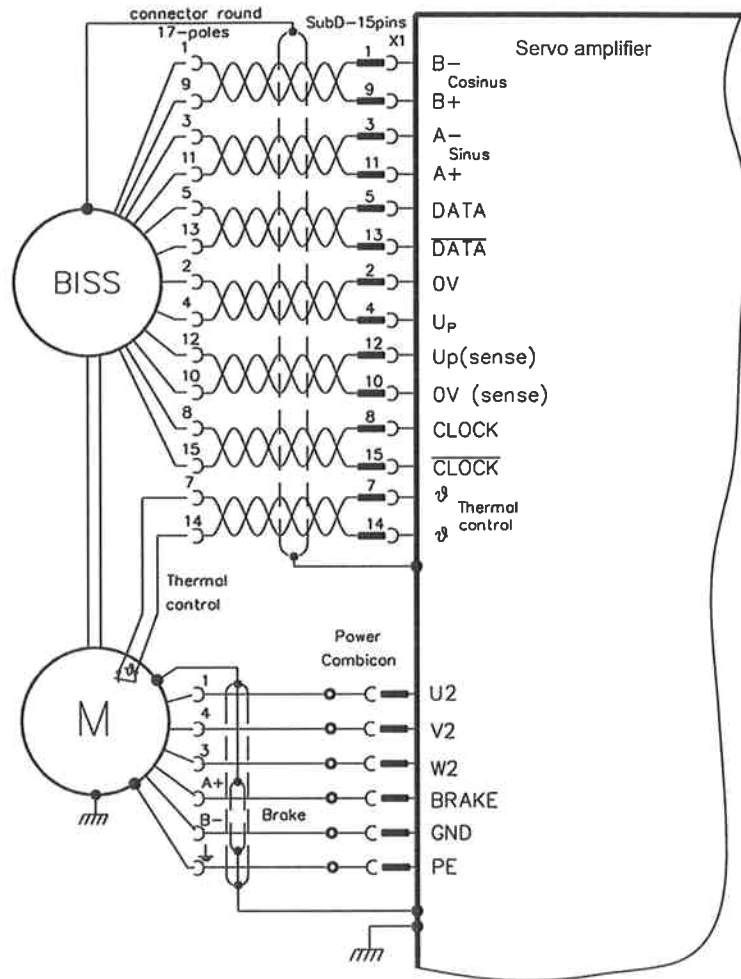 connector round
17-poles
SubD-15pins
X1
Servo amplifier
1 1 B-
Cosinus
9 9 B+
3 3 A-
Sinus
11 11 A+
5 5 DATA
13 13 DATA
BISS
2 2 0V
4 4 UP
12 12 Up(sense)
10 10 0V (sense)
8 8 CLOCK
15 15 CLOCK
7 7 ϑ
Thermal
control
14 14 ϑ
Thermal
control
Power
Combicon
ϑ
M
1 U2
4 V2
3 W2
A+ BRAKE
Brake
B- GND
PE